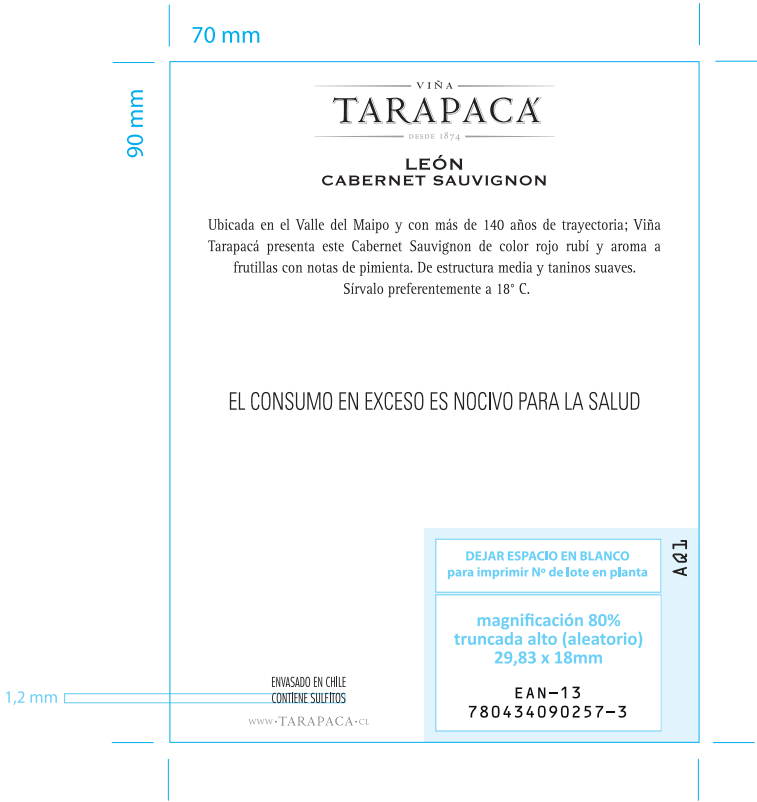 70 mm
90 mm
VIÑA
TARAPACÁ
DESDE 1874
LEÓN
CABERNET SAUVIGNON
Ubicada en el Valle del Maipo y con más de 140 años de trayectoria; Viña
Tarapacá presenta este Cabernet Sauvignon de color rojo rubí y aroma a
frutillas con notas de pimienta. De estructura media y taninos suaves.
Sírvalo preferentemente a 18° C.
EL CONSUMO EN EXCESO ES NOCIVO PARA LA SALUD
DEJAR ESPACIO EN BLANCO
para imprimir Nº de lote en planta
AQ1
magnificación 80%
truncada alto (aleatorio)
29,83 x 18mm
EAN-13
780434090257-3
ENVASADO EN CHILE
CONTIENE SULFITOS
1,2 mm
WWW·TARAPACA·CL